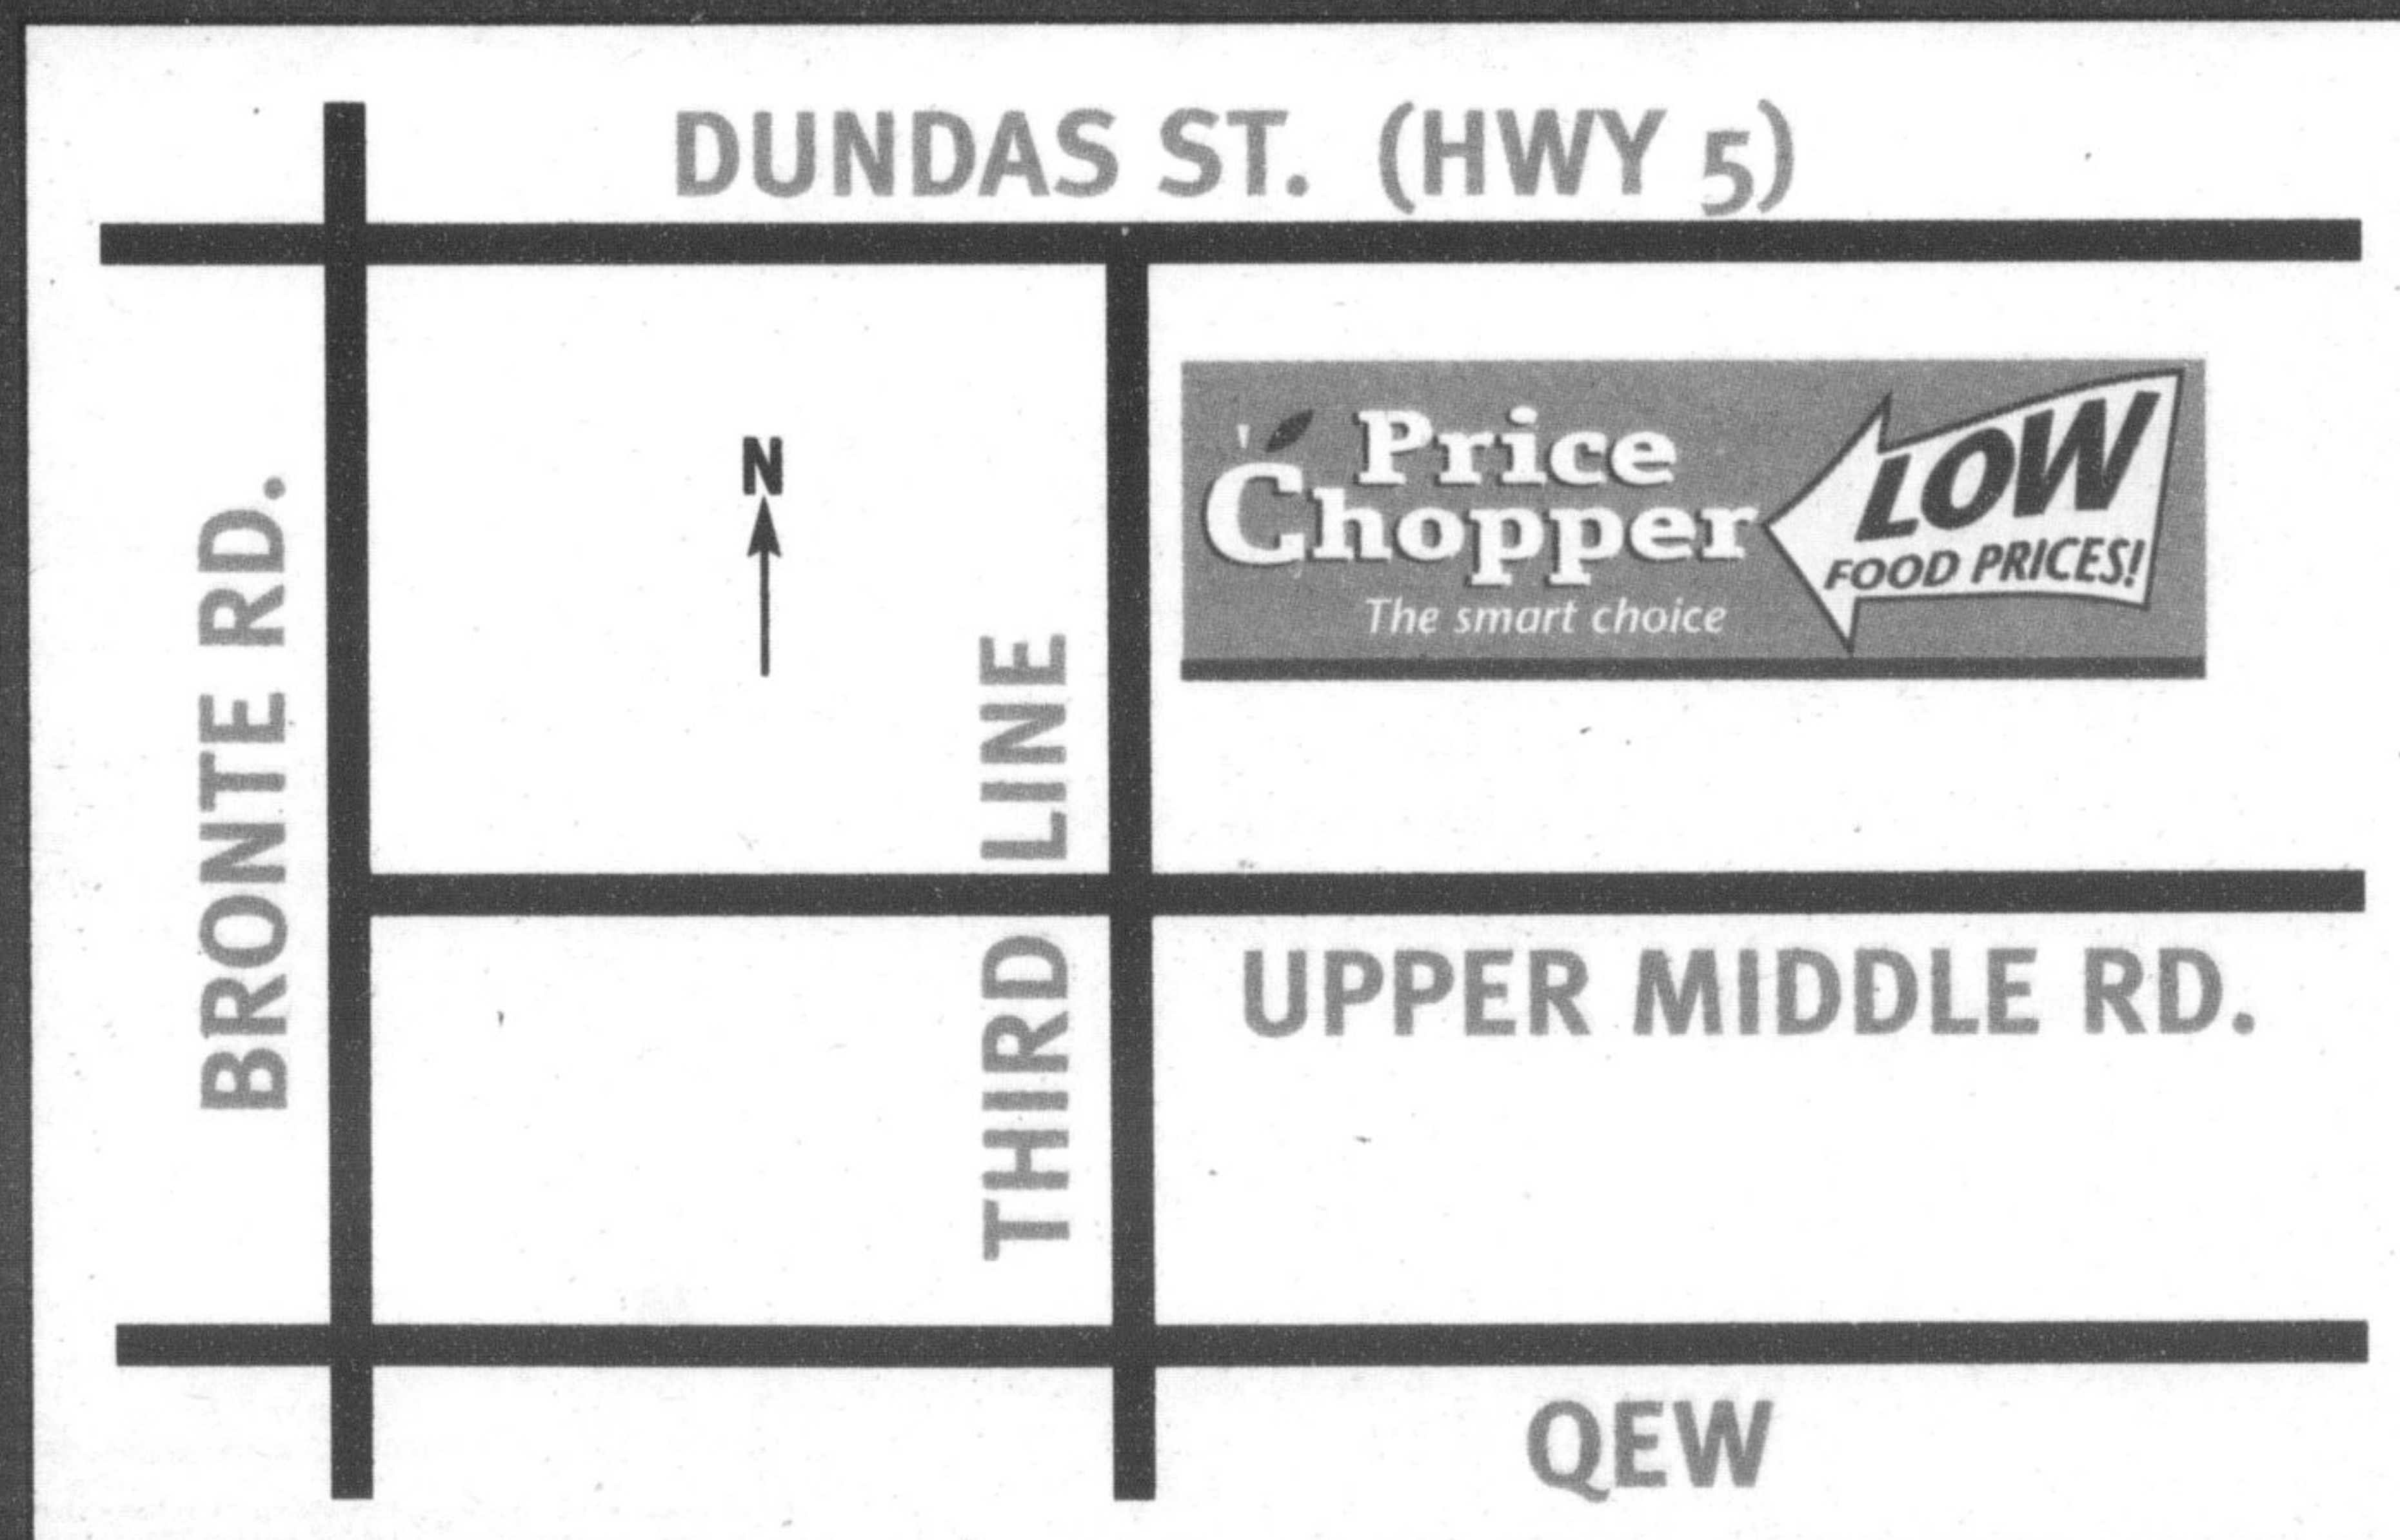 DUNDAS ST. (HWY 5)
BRONTE RD.
N
THIRD LINE
Price
Chopper
The smart choice
LOW
FOOD PRICES!
UPPER MIDDLE RD.
QEW